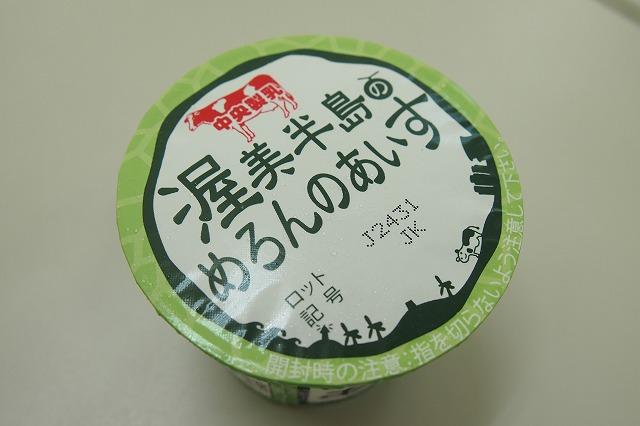 中央製乳
渥美半島の
めろんのあいす
J2431
JK
ロット
記号
開封時の注意:指を切らないよう注意して下さい